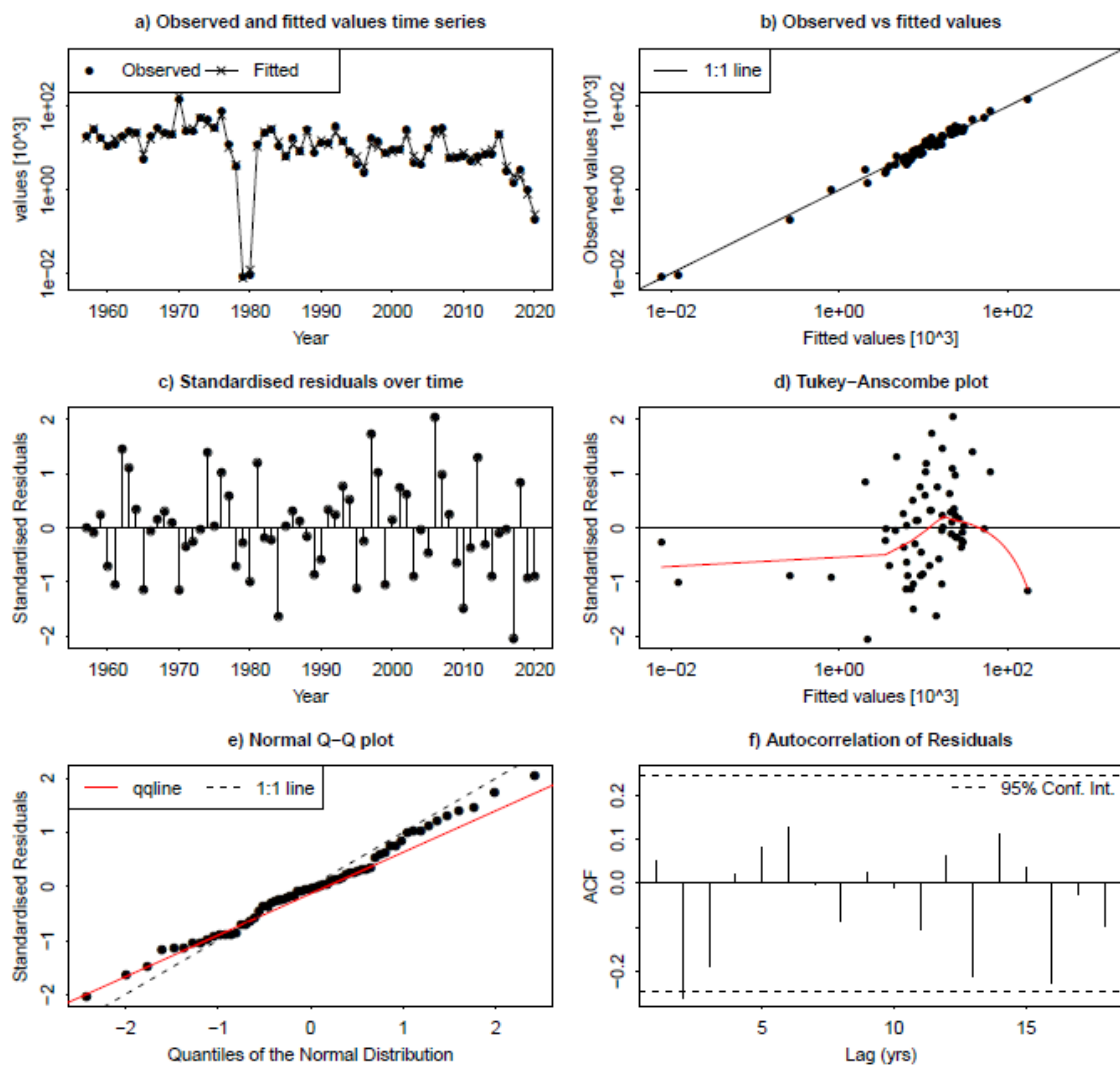 a) Observed and fitted values time series
Observed Fitted
values [10^3]
1e+02
1e+00
1e-02
1960 1970 1980 1990 2000 2010 2020
Year
b) Observed vs fitted values
1:1 line
Observed values [10^3]
1e+02
1e+00
1e-02
1e-02 1e+00 1e+02
Fitted values [10^3]
c) Standardised residuals over time
Standardised Residuals
2
1
0
−1
−2
1960 1970 1980 1990 2000 2010 2020
Year
d) Tukey−Anscombe plot
Standardised Residuals
2
1
0
−1
−2
1e-02 1e+00 1e+02
Fitted values [10^3]
e) Normal Q−Q plot
qqline 1:1 line
Standardised Residuals
2
1
0
−1
−2
−2 −1 0 1 2
Quantiles of the Normal Distribution
f) Autocorrelation of Residuals
95% Conf. Int.
ACF
0.2
0.1
0.0
−0.2
5 10 15
Lag (yrs)